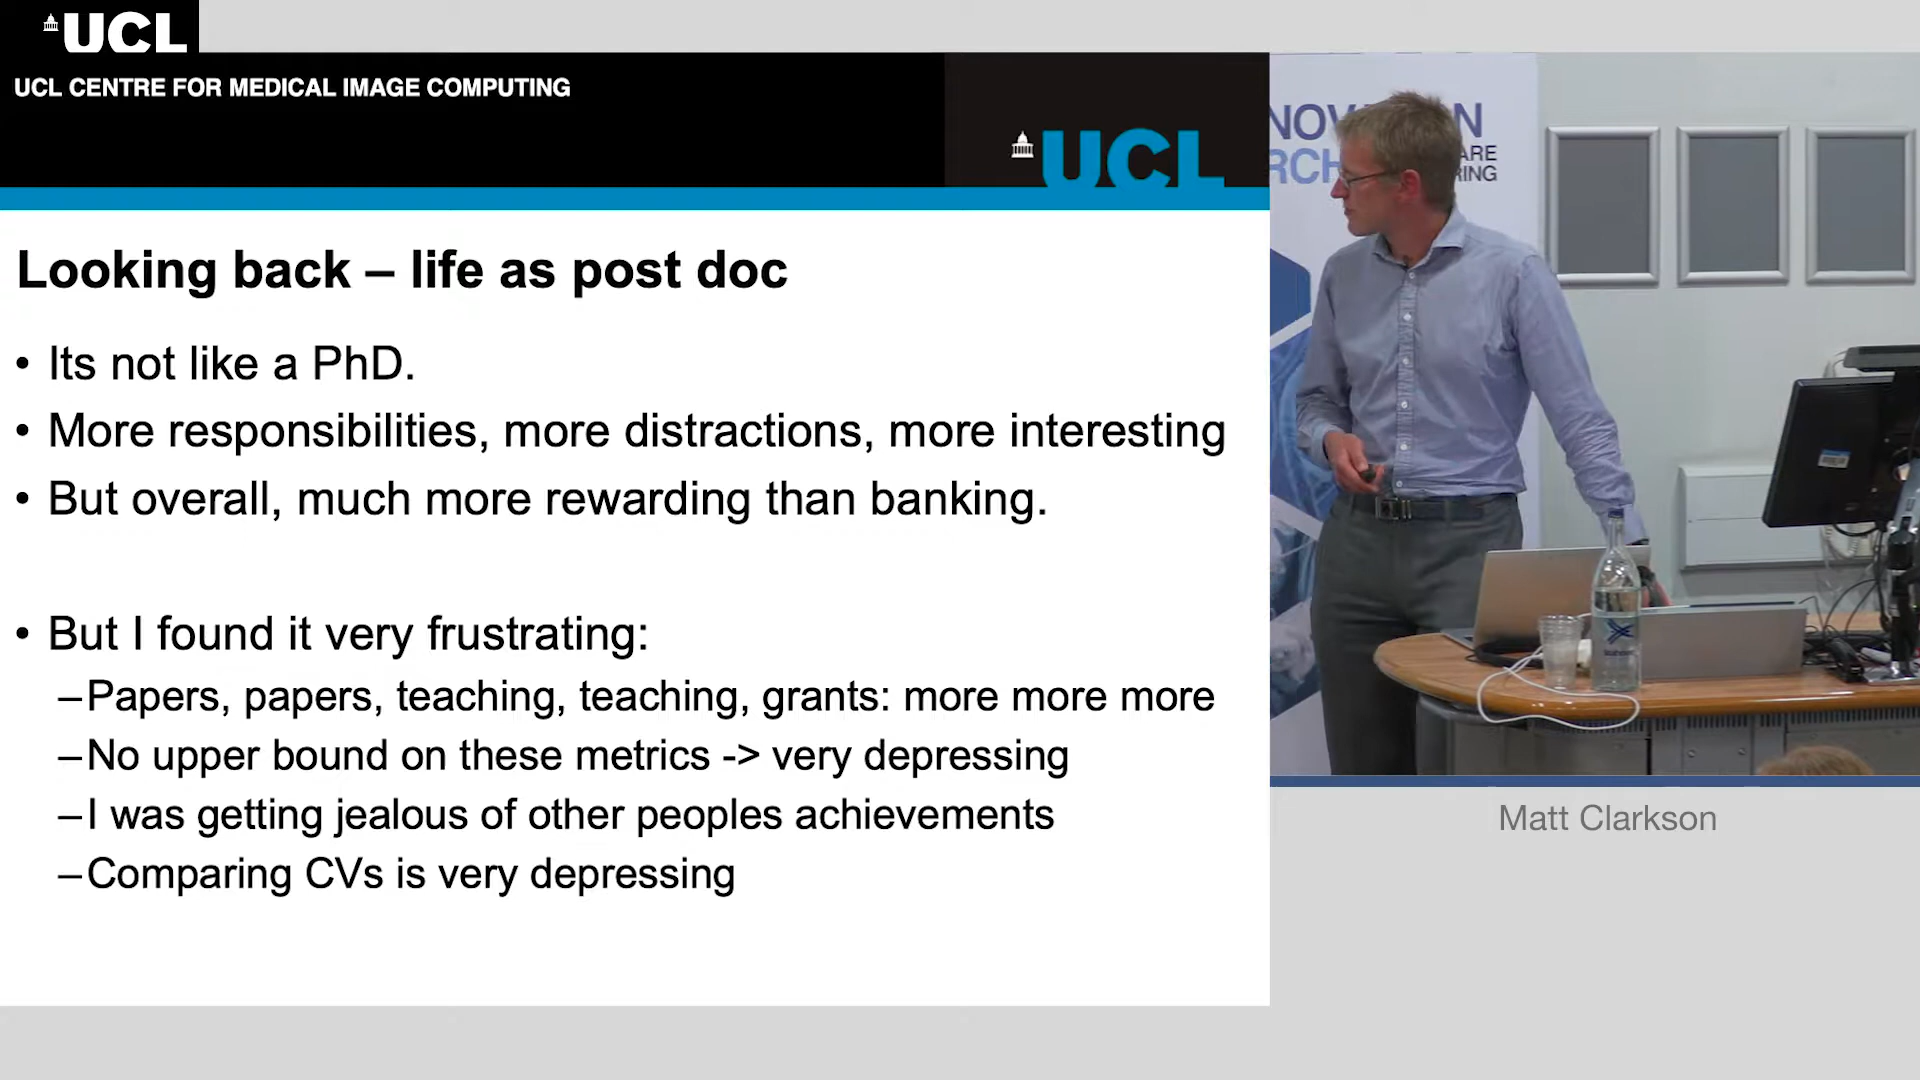 UCL
UCL CENTRE FOR MEDICAL IMAGE COMPUTING
UCL
Looking back – life as post doc
• Its not like a PhD.
• More responsibilities, more distractions, more interesting
• But overall, much more rewarding than banking.
• But I found it very frustrating:
–Papers, papers, teaching, teaching, grants: more more more
–No upper bound on these metrics -> very depressing
–I was getting jealous of other peoples achievements
–Comparing CVs is very depressing
Matt Clarkson